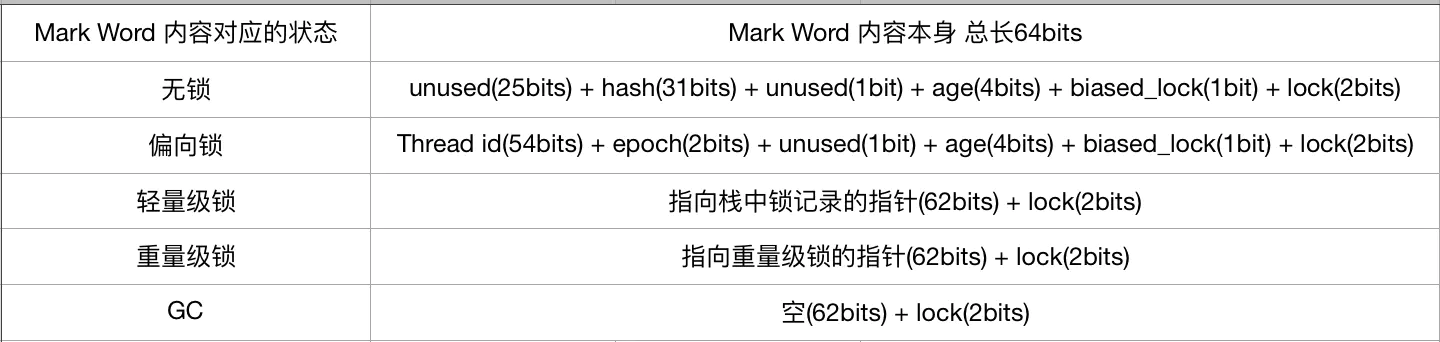 Mark Word 内容对应的状态
Mark Word 内容本身 总长64bits
无锁
unused(25bits) + hash(31bits) + unused(1bit) + age(4bits) + biased_lock(1bit) + lock(2bits)
偏向锁
Thread id(54bits) + epoch(2bits) + unused(1bit) + age(4bits) + biased_lock(1bit) + lock(2bits)
轻量级锁
指向栈中锁记录的指针(62bits) + lock(2bits)
重量级锁
指向重量级锁的指针(62bits) + lock(2bits)
GC
空(62bits) + lock(2bits)